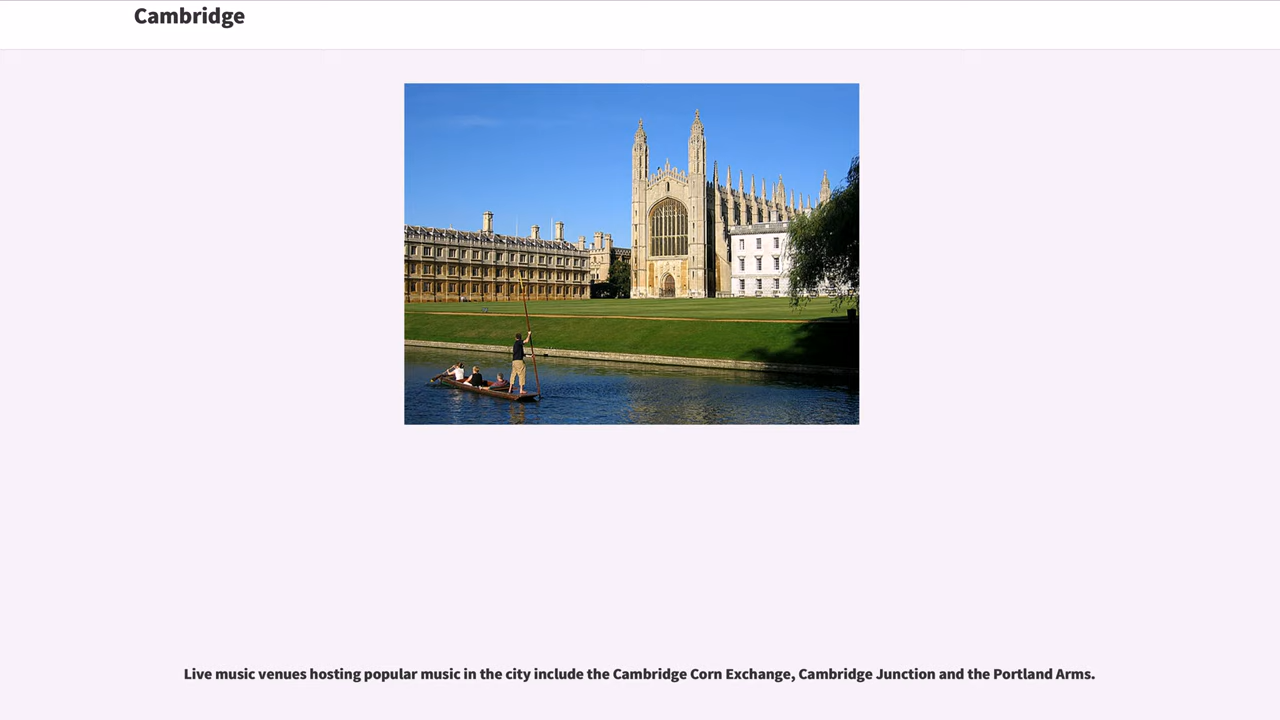 Cambridge
Live music venues hosting popular music in the city include the Cambridge Corn Exchange, Cambridge Junction and the Portland Arms.